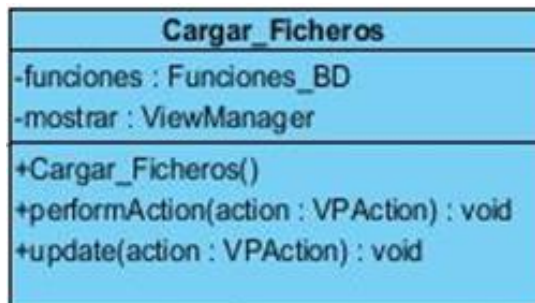 Cargar_Ficheros
-funciones : Funciones_BD
-mostrar : ViewManager
+Cargar_Ficheros()
+performAction(action : VPAction) : void
+update(action : VPAction) : void